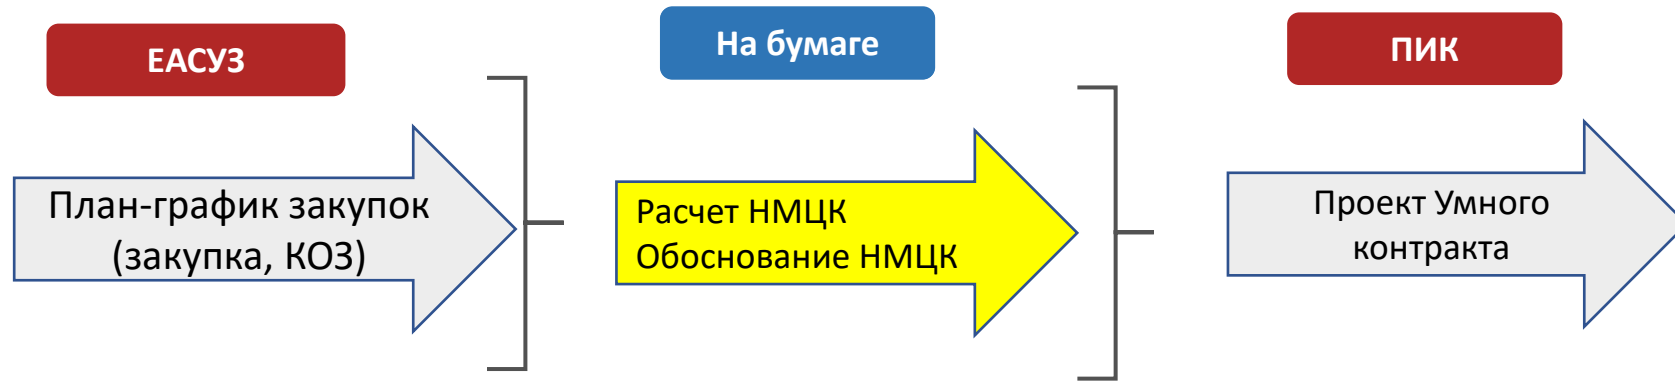 ЕАСУЗ
План-график закупок
(закупка, КОЗ)
На бумаге
Расчет НМЦК
Обоснование НМЦК
ПИК
Проект Умного
контракта